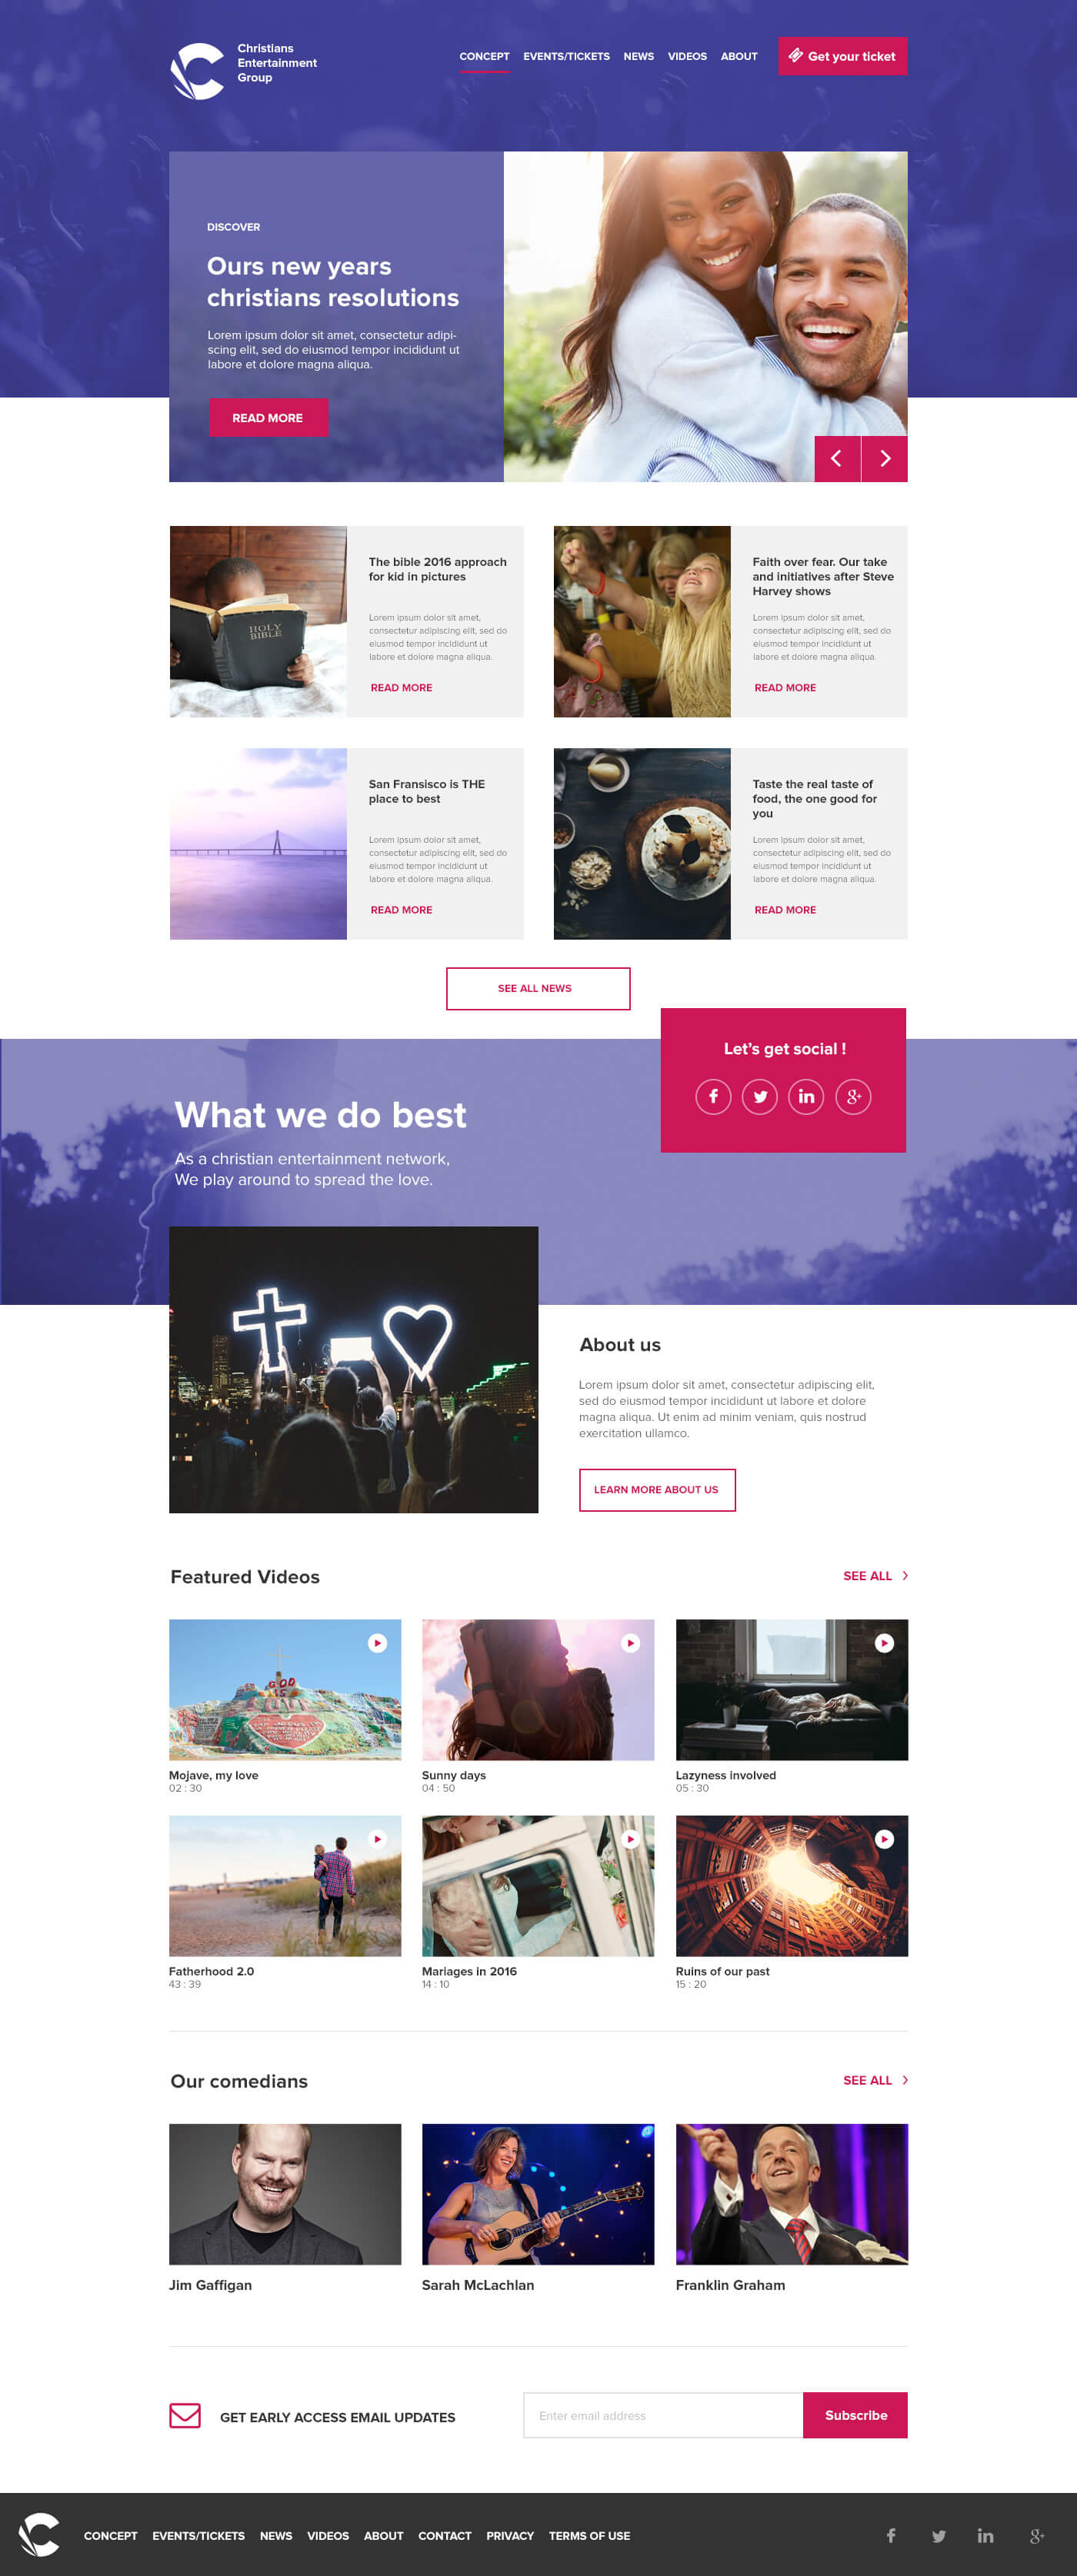 Christians
Entertainment
Group
CONCEPT EVENTS/TICKETS NEWS VIDEOS ABOUT
Get your ticket
DISCOVER
Ours new years
christians resolutions
Lorem ipsum dolor sit amet, consectetur adipi-
scing elit, sed do eiusmod tempor incididunt ut
labore et dolore magna aliqua.
READ MORE
HOLY
BIBLE
The bible 2016 approach
for kid in pictures
Lorem ipsum dolor sit amet,
consectetur adipiscing elit, sed do
eiusmod tempor incididunt ut
labore et dolore magna aliqua.
READ MORE
Faith over fear. Our take
and initiatives after Steve
Harvey shows
Lorem ipsum dolor sit amet,
consectetur adipiscing elit, sed do
eiusmod tempor incididunt ut
labore et dolore magna aliqua.
READ MORE
San Fransisco is THE
place to best
Lorem ipsum dolor sit amet,
consectetur adipiscing elit, sed do
eiusmod tempor incididunt ut
labore et dolore magna aliqua.
READ MORE
Taste the real taste of
food, the one good for
you
Lorem ipsum dolor sit amet,
consectetur adipiscing elit, sed do
eiusmod tempor incididunt ut
labore et dolore magna aliqua.
READ MORE
SEE ALL NEWS
Let's get social !
What we do best
As a christian entertainment network,
We play around to spread the love.
About us
Lorem ipsum dolor sit amet, consectetur adipiscing elit,
sed do eiusmod tempor incididunt ut labore et dolore
magna aliqua. Ut enim ad minim veniam, quis nostrud
exercitation ullamco.
LEARN MORE ABOUT US
Featured Videos
SEE ALL
GOD
IS
Mojave, my love
02 : 30
Sunny days
04 : 50
Lazyness involved
05 : 30
Fatherhood 2.0
43 : 39
Mariages in 2016
14 : 10
Ruins of our past
15 : 20
Our comedians
SEE ALL
Jim Gaffigan
Sarah McLachlan
Franklin Graham
GET EARLY ACCESS EMAIL UPDATES
Enter email address
Subscribe
CONCEPT EVENTS/TICKETS NEWS VIDEOS ABOUT CONTACT PRIVACY TERMS OF USE